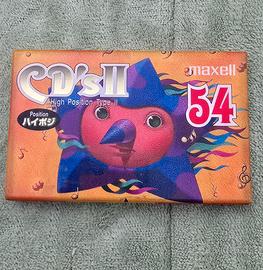 maxell
CD'sII
High Position Type II
54
Position
ハイポジ